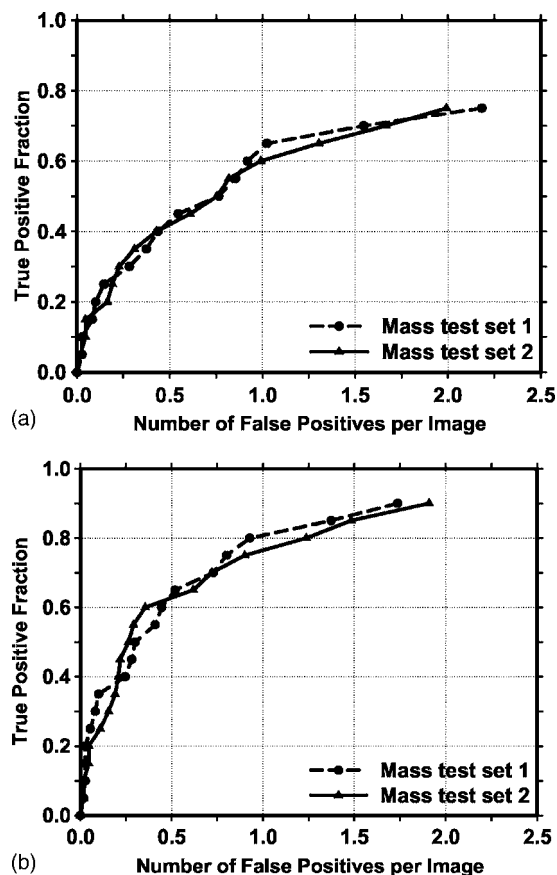 1.0
0.8
0.6
0.4
0.2
0.0
True Positive Fraction
Mass test set 1
Mass test set 2
0.0 0.5 1.0 1.5 2.0 2.5
Number of False Positives per Image
(a)
1.0
0.8
0.6
0.4
0.2
0.0
True Positive Fraction
Mass test set 1
Mass test set 2
0.0 0.5 1.0 1.5 2.0 2.5
Number of False Positives per Image
(b)